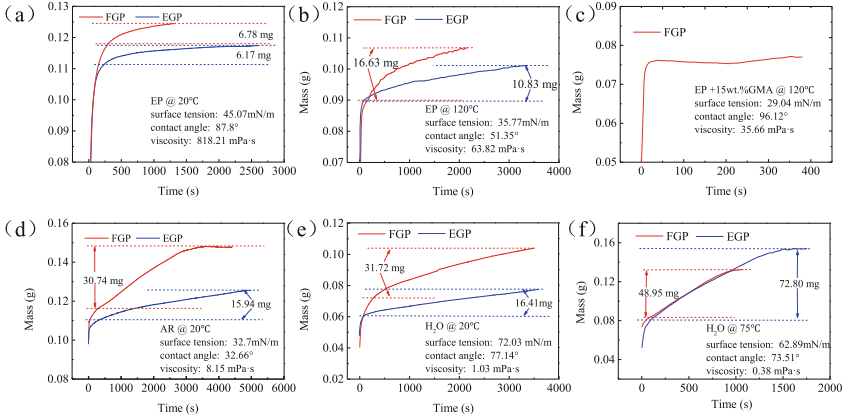 (a)
FGP EGP
6.78 mg
6.17 mg
EP @ 20℃
surface tension: 45.07mN/m
contact angle: 87.8°
viscosity: 818.21 mPa·s
0.12
0.11
0.10
0.09
0.08
Mass (g)
0 500 1000 1500 2000 2500 3000
Time (s)
(b)
FGP EGP
16.63 mg
10.83 mg
EP @ 120℃
surface tension: 35.77mN/m
contact angle: 51.35°
viscosity: 63.82 mPa·s
0.11
0.10
0.09
0.08
0.07
Mass (g)
0 1000 2000 3000 4000
Time (s)
(c)
FGP
EP +15wt.%GMA @ 120℃
surface tension: 29.04 mN/m
contact angle: 96.12°
viscosity: 35.66 mPa·s
0.09
0.08
0.07
0.06
0.05
Mass (g)
0 100 200 300 400
Time (s)
(d)
FGP EGP
30.74 mg
15.94 mg
AR @ 20℃
surface tension: 32.7mN/m
contact angle: 32.66°
viscosity: 8.15 mPa·s
0.16
0.14
0.12
0.10
0.08
Mass (g)
0 1000 2000 3000 4000 5000 6000
Time (s)
(e)
FGP EGP
31.72 mg
16.41mg
H₂O @ 20℃
surface tension: 72.03 mN/m
contact angle: 77.14°
viscosity: 1.03 mPa·s
0.12
0.10
0.08
0.06
0.04
0.02
0.00
Mass (g)
0 1000 2000 3000 4000
Time (s)
(f)
FGP EGP
48.95 mg
72.80 mg
H₂O @ 75℃
surface tension: 62.89mN/m
contact angle: 73.51°
viscosity: 0.38 mPa·s
0.16
0.12
0.08
0.04
Mass (g)
0 500 1000 1500 2000
Time (s)